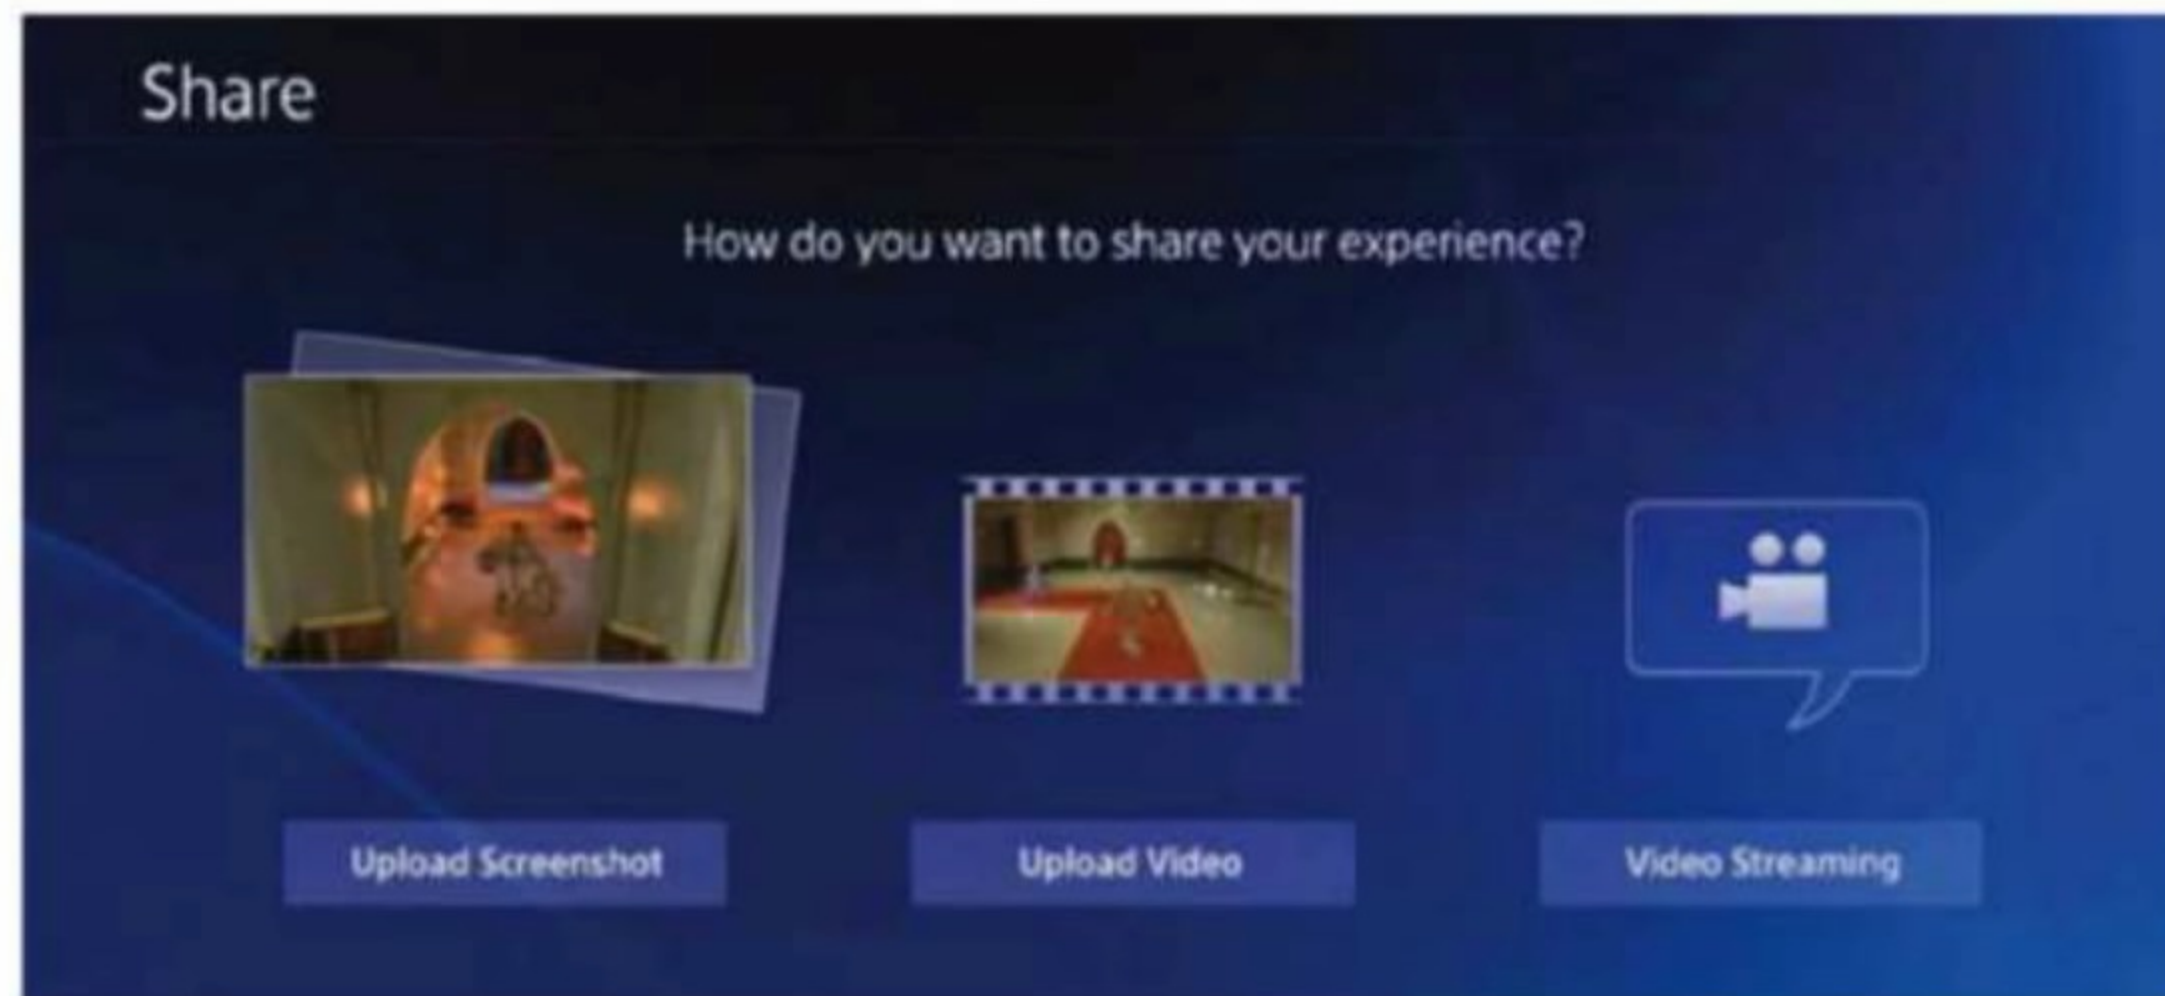 Share
How do you want to share your experience?
Upload Screenshot
Upload Video
Video Streaming